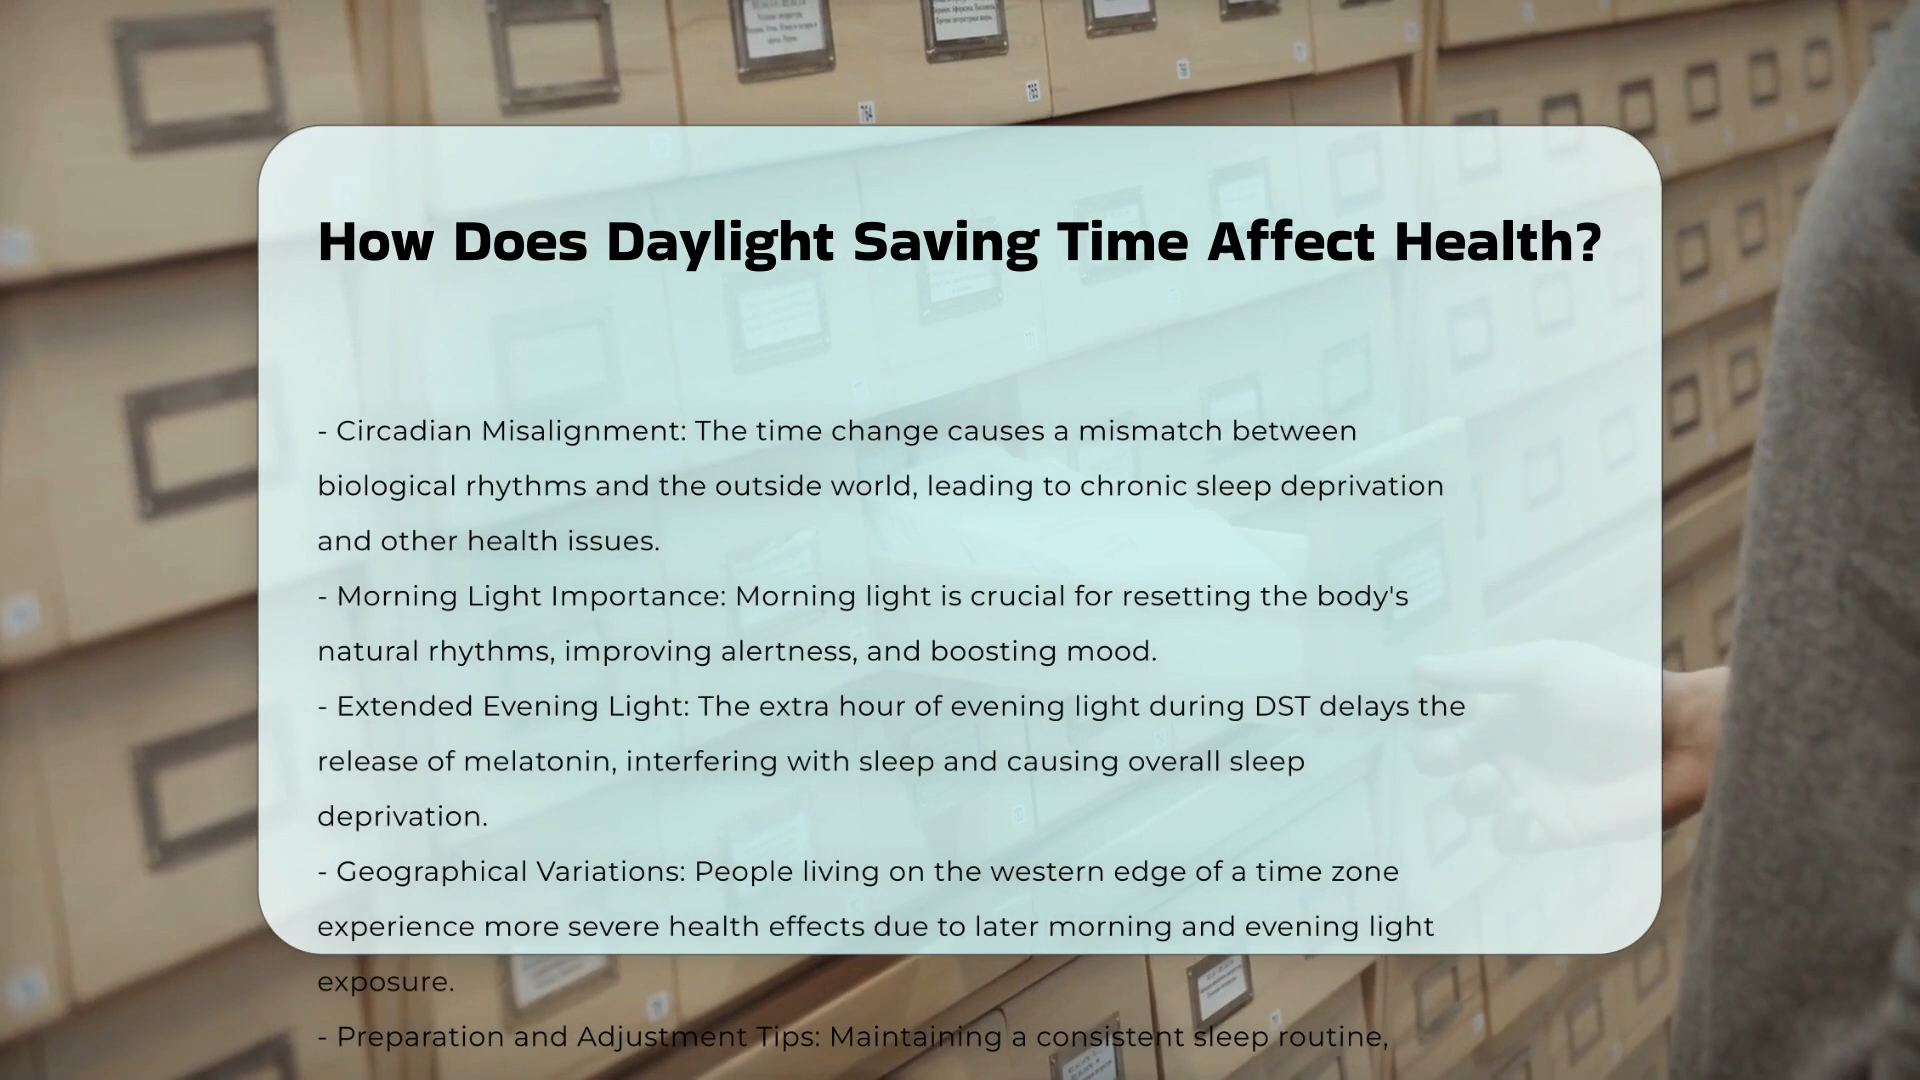 How Does Daylight Saving Time Affect Health?
- Circadian Misalignment: The time change causes a mismatch between
biological rhythms and the outside world, leading to chronic sleep deprivation
and other health issues.
- Morning Light Importance: Morning light is crucial for resetting the body's
natural rhythms, improving alertness, and boosting mood.
- Extended Evening Light: The extra hour of evening light during DST delays the
release of melatonin, interfering with sleep and causing overall sleep
deprivation.
- Geographical Variations: People living on the western edge of a time zone
experience more severe health effects due to later morning and evening light
exposure.
- Preparation and Adjustment Tips: Maintaining a consistent sleep routine,